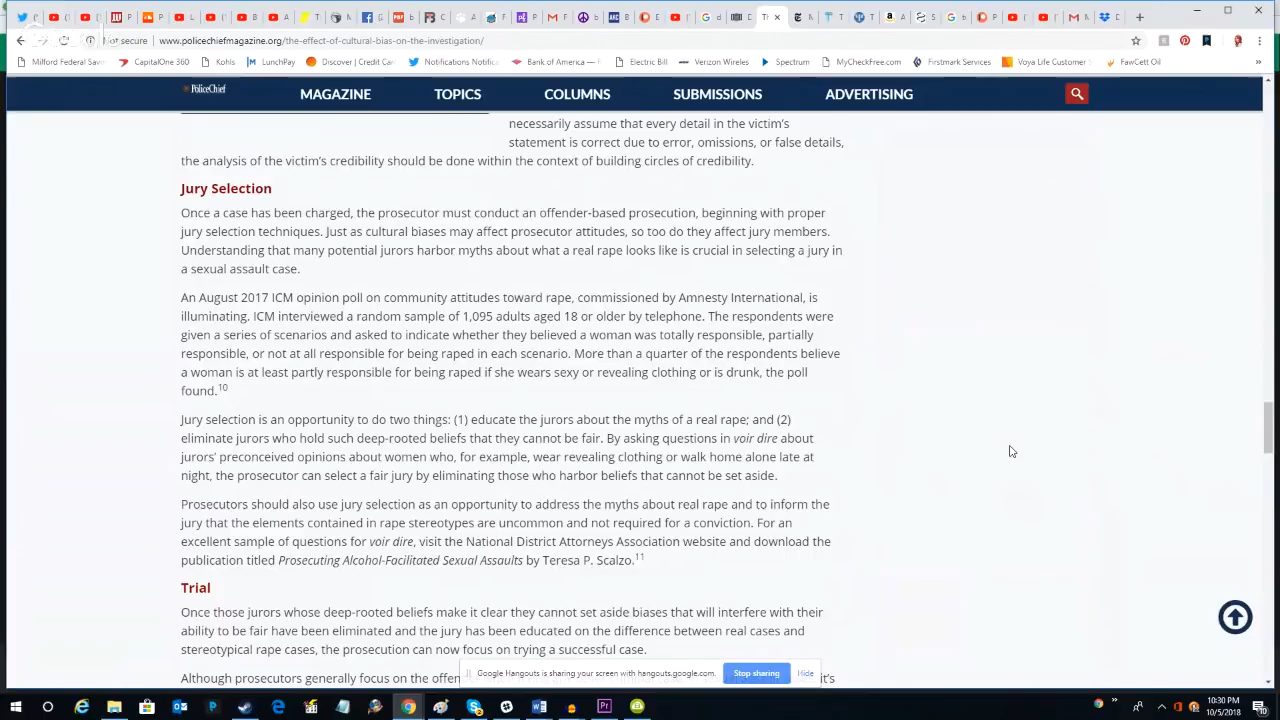 Not secure
www.policechiefmagazine.org/the-effect-of-cultural-bias-on-the-investigation/
Milford Federal Savi
CapitalOne 360
Kohls
LunchPay
Discover | Credit Car
Notifications Notific
Bank of America —
Electric Bill
Verizon Wireles
Spectrum
MyCheckFree.com
Firstmark Services
Voya Life Customer
FawCett Oil
PoliceChief
MAGAZINE
TOPICS
COLUMNS
SUBMISSIONS
ADVERTISING
necessarily assume that every detail in the victim's
statement is correct due to error, omissions, or false details,
the analysis of the victim's credibility should be done within the context of building circles of credibility.
Jury Selection
Once a case has been charged, the prosecutor must conduct an offender-based prosecution, beginning with proper
jury selection techniques. Just as cultural biases may affect prosecutor attitudes, so too do they affect jury members.
Understanding that many potential jurors harbor myths about what a real rape looks like is crucial in selecting a jury in
a sexual assault case.
An August 2017 ICM opinion poll on community attitudes toward rape, commissioned by Amnesty International, is
illuminating. ICM interviewed a random sample of 1,095 adults aged 18 or older by telephone. The respondents were
given a series of scenarios and asked to indicate whether they believed a woman was totally responsible, partially
responsible, or not at all responsible for being raped in each scenario. More than a quarter of the respondents believe
a woman is at least partly responsible for being raped if she wears sexy or revealing clothing or is drunk, the poll
found.10
Jury selection is an opportunity to do two things: (1) educate the jurors about the myths of a real rape; and (2)
eliminate jurors who hold such deep-rooted beliefs that they cannot be fair. By asking questions in voir dire about
jurors' preconceived opinions about women who, for example, wear revealing clothing or walk home alone late at
night, the prosecutor can select a fair jury by eliminating those who harbor beliefs that cannot be set aside.
Prosecutors should also use jury selection as an opportunity to address the myths about real rape and to inform the
jury that the elements contained in rape stereotypes are uncommon and not required for a conviction. For an
excellent sample of questions for voir dire, visit the National District Attorneys Association website and download the
publication titled Prosecuting Alcohol-Facilitated Sexual Assaults by Teresa P. Scalzo.11
Trial
Once those jurors whose deep-rooted beliefs make it clear they cannot set aside biases that will interfere with their
ability to be fair have been eliminated and the jury has been educated on the difference between real cases and
stereotypical rape cases, the prosecution can now focus on trying a successful case.
Although prosecutors generally focus on the offen
it's
Google Hangouts is sharing your screen with hangouts.google.com.
Stop sharing
Hide
10:30 PM
10/5/2018